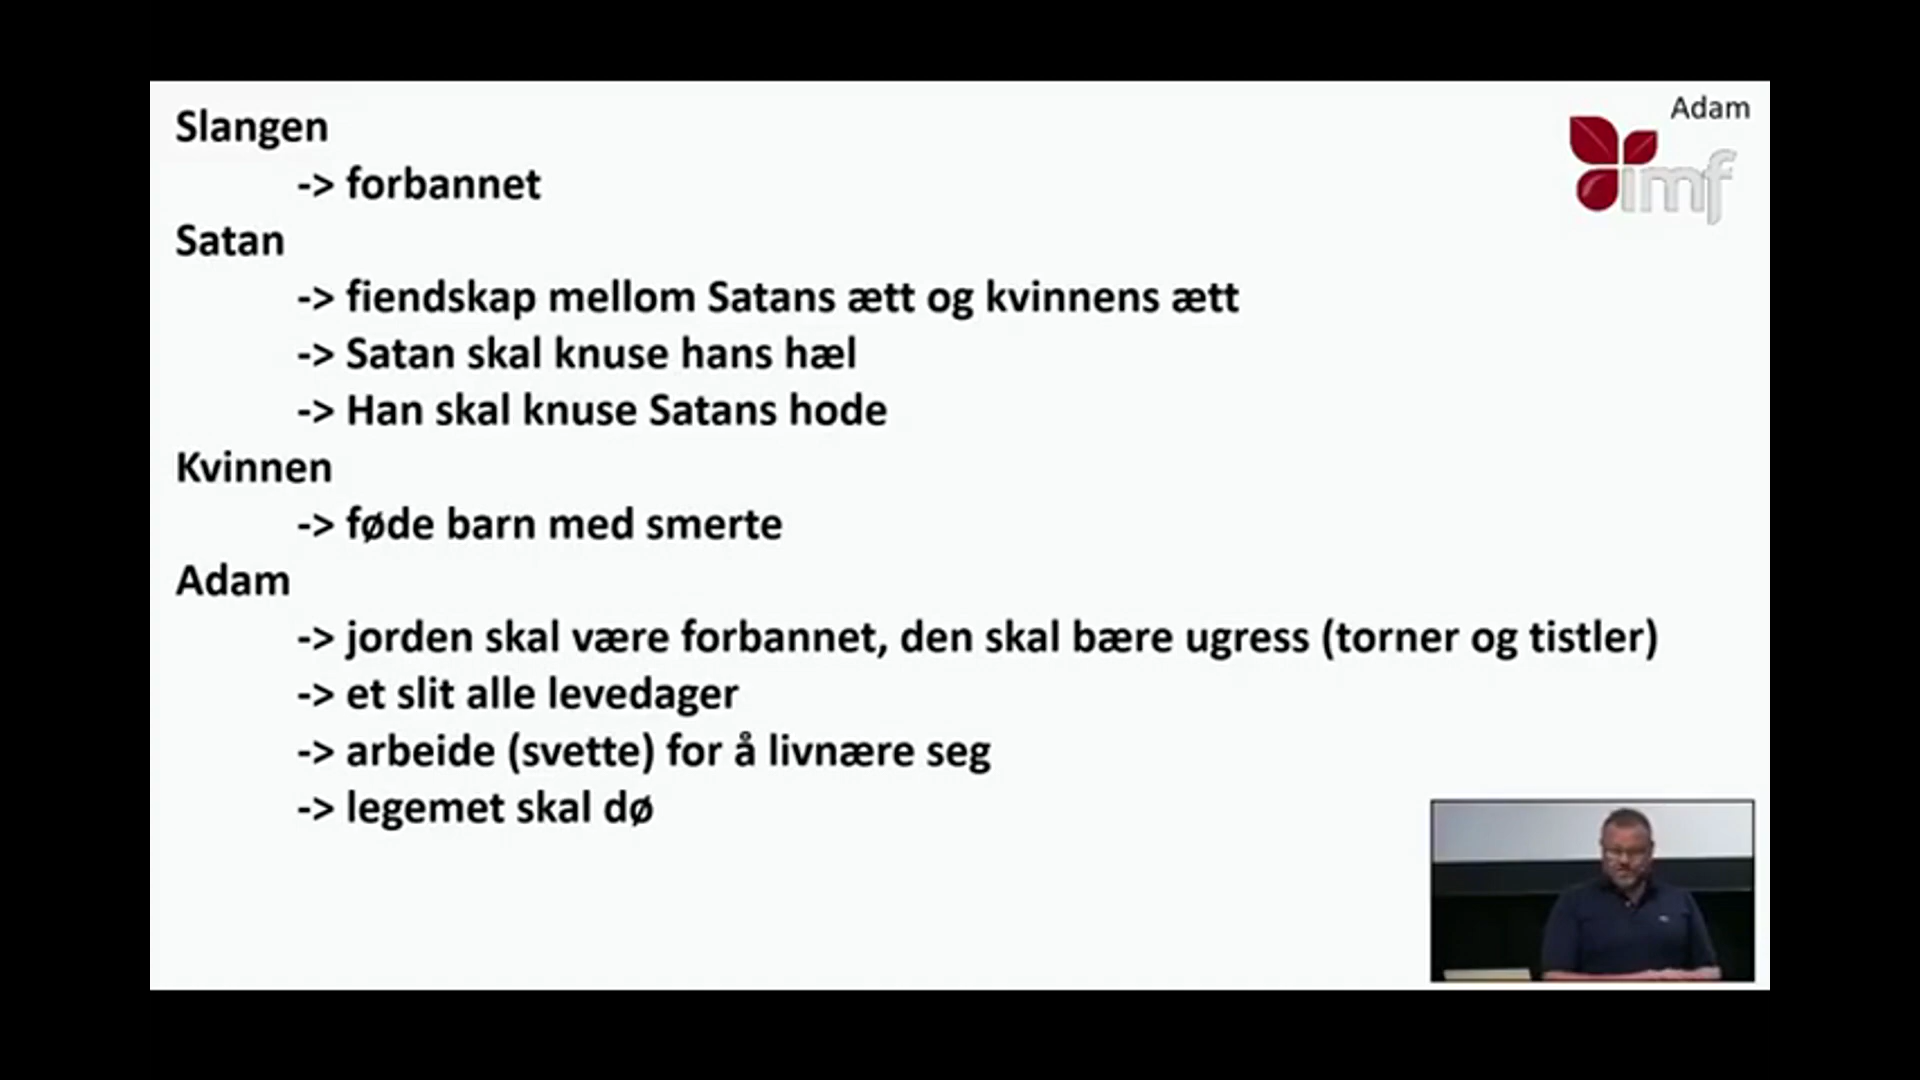 Adam
imf
Slangen
-> forbannet
Satan
-> fiendskap mellom Satans ætt og kvinnens ætt
-> Satan skal knuse hans hæl
-> Han skal knuse Satans hode
Kvinnen
-> føde barn med smerte
Adam
-> jorden skal være forbannet, den skal bære ugress (torner og tistler)
-> et slit alle levedager
-> arbeide (svette) for å livnære seg
-> legemet skal dø